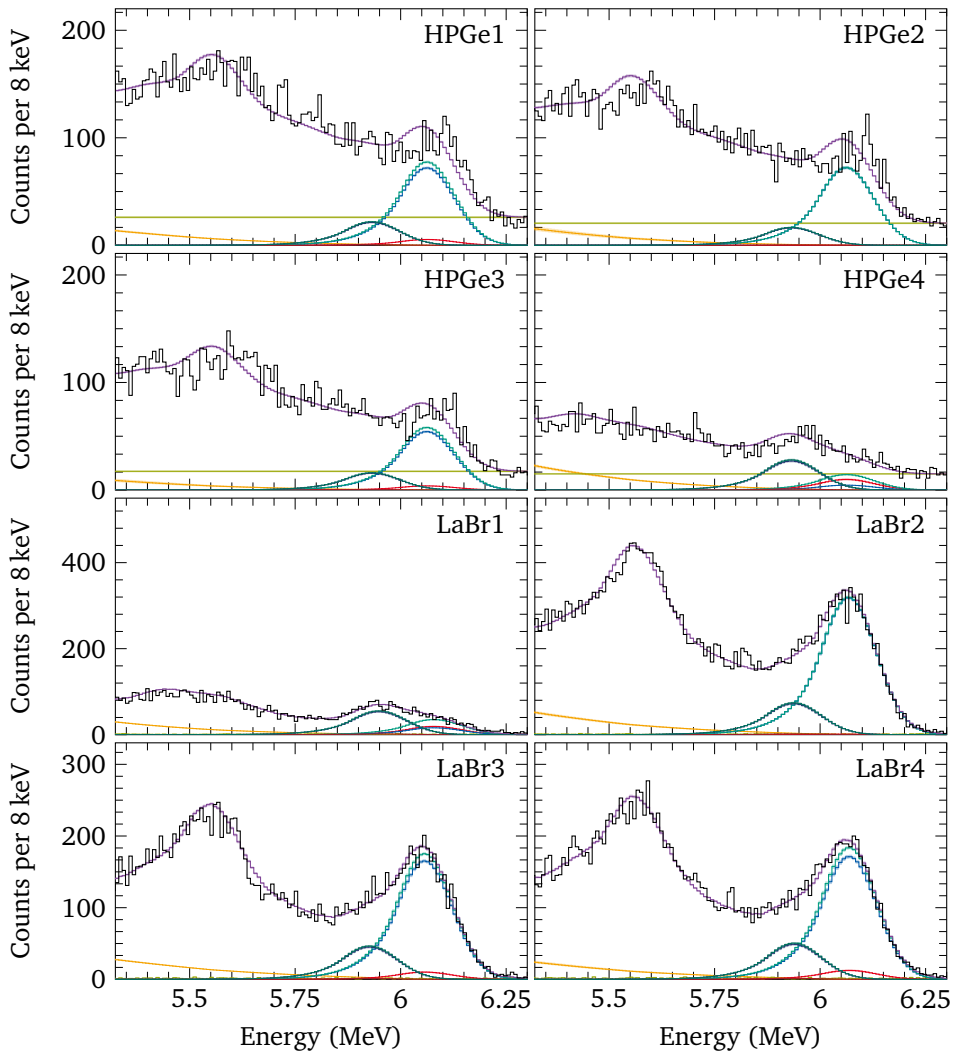 200
HPGe1
HPGe2
Counts per 8 keV
100
0
200
HPGe3
HPGe4
Counts per 8 keV
100
0
LaBr1
LaBr2
Counts per 8 keV
400
200
0
300
LaBr3
LaBr4
Counts per 8 keV
200
100
0
5.5 5.75 6 6.25 5.5 5.75 6 6.25
Energy (MeV) Energy (MeV)